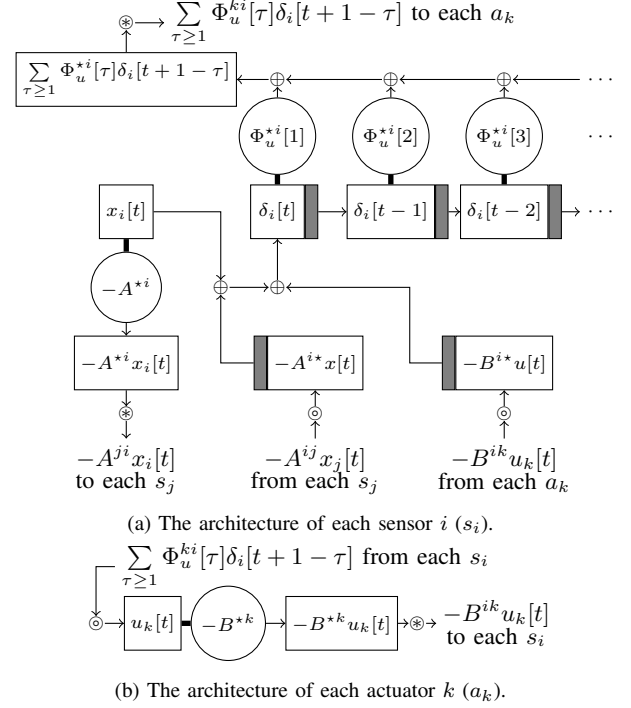 ⊛ → ∑_{τ≥1} Φ_u^{ki}[τ]δ_i[t + 1 − τ] to each a_k
∑_{τ≥1} Φ_u^{⋆i}[τ]δ_i[t + 1 − τ] ⊕ ⊕ ⊕ ···
Φ_u^{⋆i}[1] Φ_u^{⋆i}[2] Φ_u^{⋆i}[3] ···
x_i[t] δ_i[t] δ_i[t − 1] δ_i[t − 2] ···
−A^{⋆i} ⊕ ⊕
−A^{⋆i}x_i[t] −A^{i⋆}x[t] −B^{i⋆}u[t]
⊛ ⊚ ⊚
−A^{ji}x_i[t] −A^{ij}x_j[t] −B^{ik}u_k[t]
to each s_j from each s_j from each a_k
(a) The architecture of each sensor i (s_i).
∑_{τ≥1} Φ_u^{ki}[τ]δ_i[t + 1 − τ] from each s_i
⊚ u_k[t] −B^{⋆k} −B^{⋆k}u_k[t] ⊛ −B^{ik}u_k[t]
to each s_i
(b) The architecture of each actuator k (a_k).